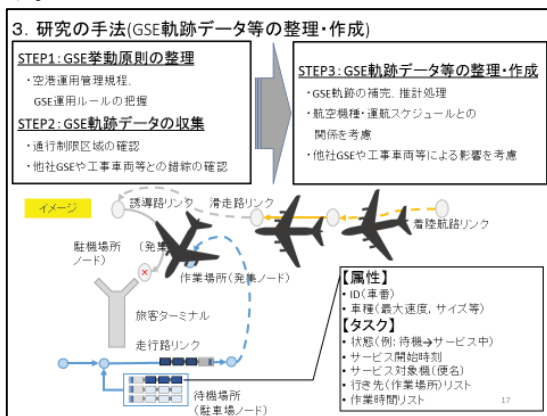 3. 研究の手法(GSE軌跡データ等の整理・作成)
STEP1:GSE挙動原則の整理
・空港運用管理規程、
GSE運用ルールの把握
STEP2:GSE軌跡データの収集
・通行制限区域の確認
・他社GSEや工事車両等との錯綜の確認
STEP3:GSE軌跡データ等の整理・作成
・GSE軌跡の補完、推計処理
・航空機種・運航スケジュールとの
関係を考慮
・他社GSEや工事車両等による影響を考慮
イメージ
誘導路リンク
滑走路リンク
着陸航路リンク
駐機場所
(発集
ノード)
作業場所(発集ノード)
旅客ターミナル
走行路リンク
待機場所
(駐車場ノード)
【属性】
• ID(車番)
• 車種(最大速度、サイズ等)
【タスク】
• 状態(例: 待機→サービス中)
• サービス開始時刻
• サービス対象機(便名)
• 行き先(作業場所)リスト
• 作業時間リスト
17